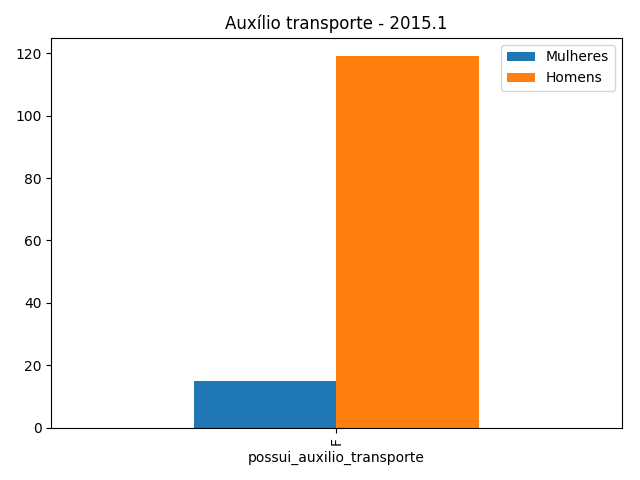 Auxílio transporte - 2015.1
Mulheres
Homens
120
100
80
60
40
20
0
F
possui_auxilio_transporte